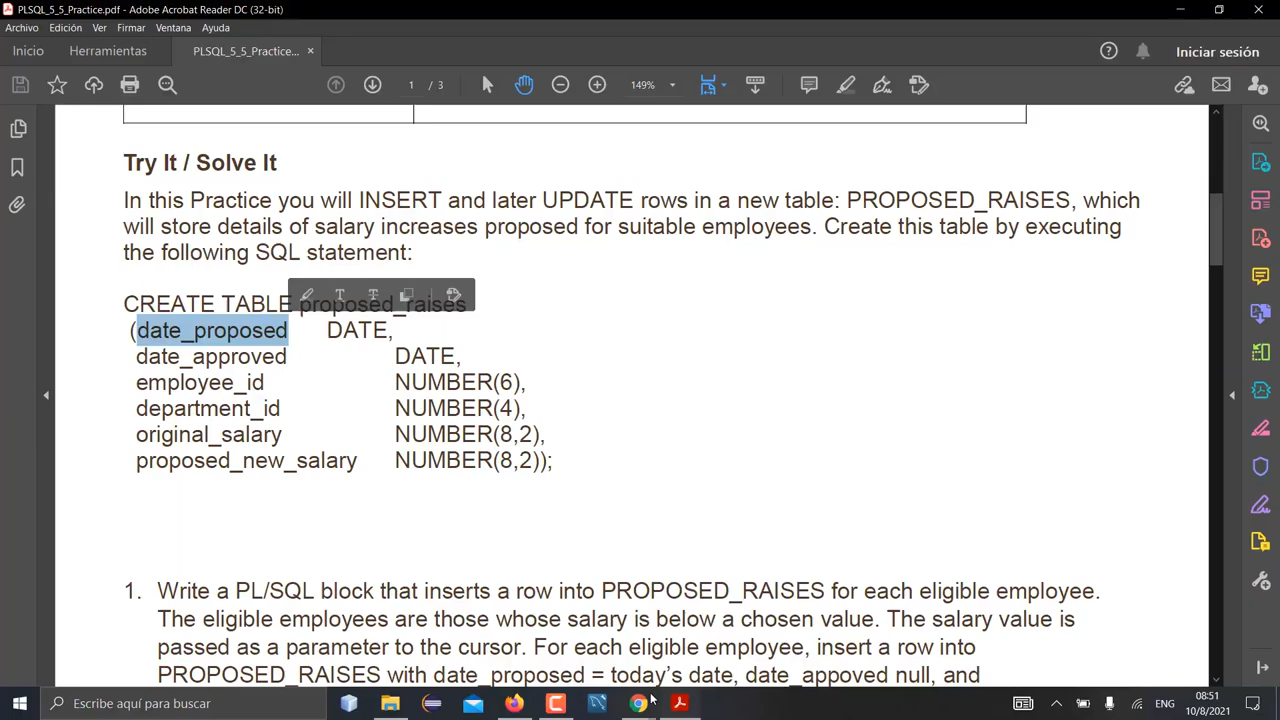 PLSQL_5_5_Practice.pdf - Adobe Acrobat Reader DC (32-bit)
Archivo Edición Ver Firmar Ventana Ayuda
Inicio Herramientas PLSQL_5_5_Practice... × Iniciar sesión
1 / 3 149%
Try It / Solve It
In this Practice you will INSERT and later UPDATE rows in a new table: PROPOSED_RAISES, which
will store details of salary increases proposed for suitable employees. Create this table by executing
the following SQL statement:
CREATE TABLE proposed_raises
(date_proposed DATE,
date_approved DATE,
employee_id NUMBER(6),
department_id NUMBER(4),
original_salary NUMBER(8,2),
proposed_new_salary NUMBER(8,2));
1. Write a PL/SQL block that inserts a row into PROPOSED_RAISES for each eligible employee.
The eligible employees are those whose salary is below a chosen value. The salary value is
passed as a parameter to the cursor. For each eligible employee, insert a row into
PROPOSED_RAISES with date_proposed = today’s date, date_appoved null, and
Escribe aquí para buscar
ENG
08:51
10/8/2021